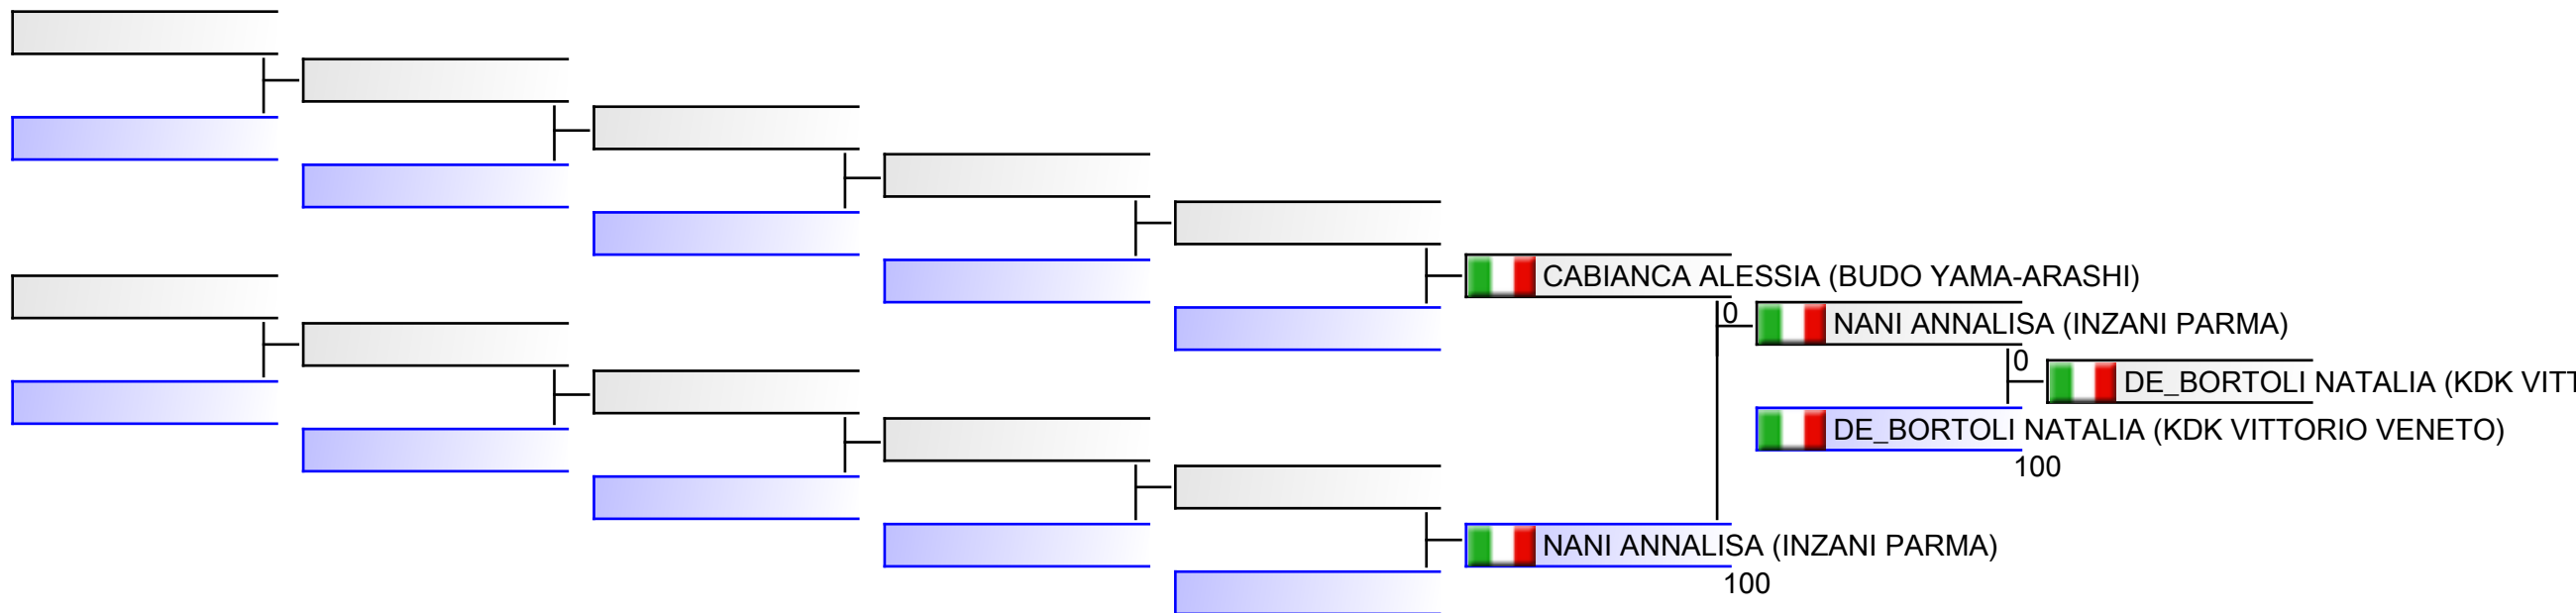 CABIANCA ALESSIA (BUDO YAMA-ARASHI)
0
NANI ANNALISA (INZANI PARMA)
0
DE_BORTOLI NATALIA (KDK VITT
DE_BORTOLI NATALIA (KDK VITTORIO VENETO)
100
NANI ANNALISA (INZANI PARMA)
100